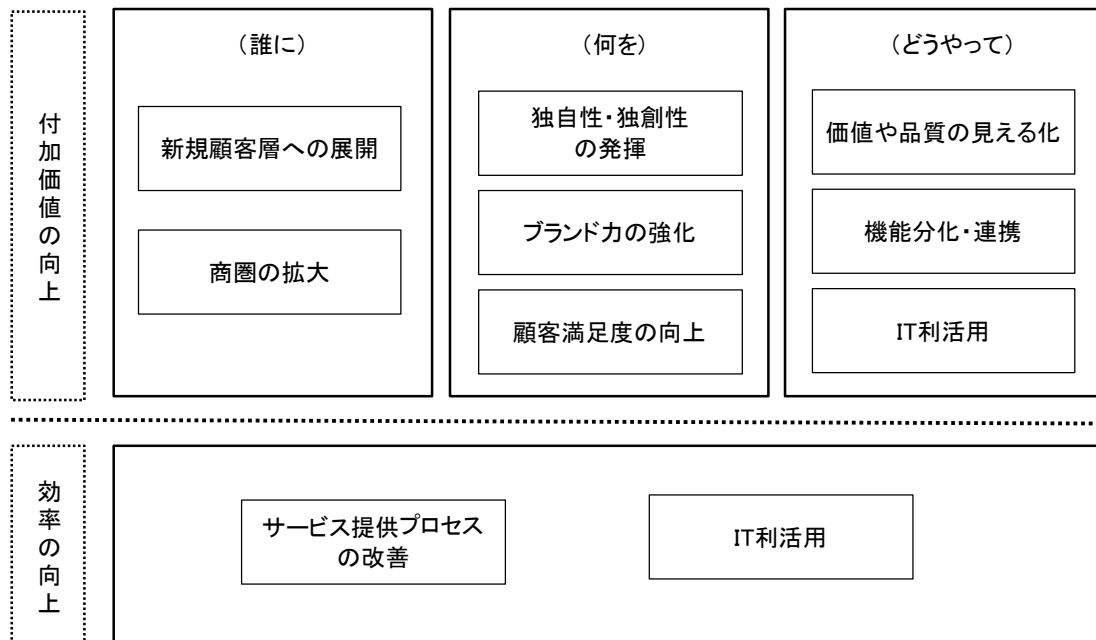 付加価値の向上
（誰に）
新規顧客層への展開
商圏の拡大
（何を）
独自性・独創性
の発揮
ブランド力の強化
顧客満足度の向上
（どうやって）
価値や品質の見える化
機能分化・連携
IT利活用
効率の向上
サービス提供プロセス
の改善
IT利活用